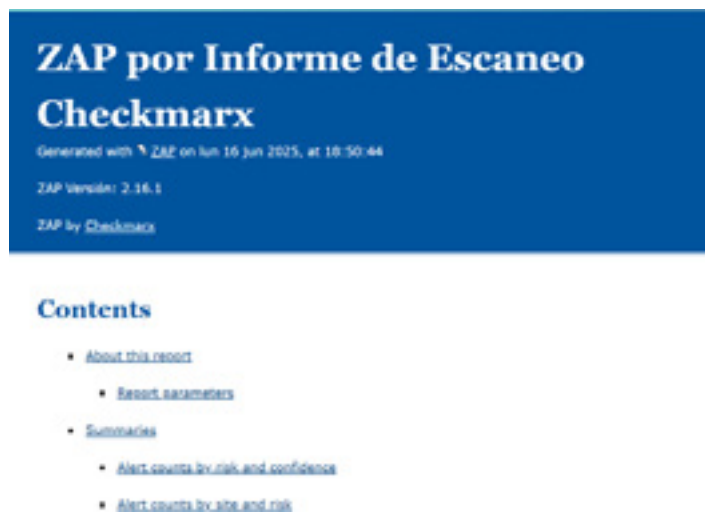 ZAP por Informe de Escaneo
Checkmarx
Generated with ZAP on lun 16 jun 2025, at 18:50:44
ZAP Versión: 2.16.1
ZAP by Checkmarx
Contents
About this report
Report parameters
Summaries
Alert counts by risk and confidence
Alert counts by site and risk